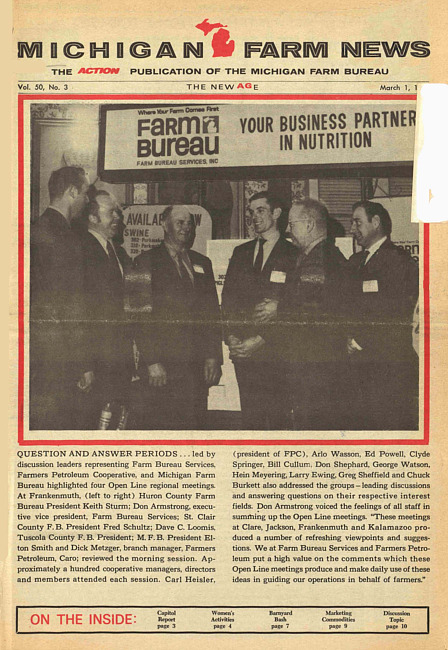 MICHIGAN FARM NEWS
THE ACTION PUBLICATION OF THE MICHIGAN FARM BUREAU
Vol. 50, No. 3
THE NEW AGE
March 1, 1
Where Your Farm Comes First
FARM
BUREAU
FARM BUREAU SERVICES, INC
YOUR BUSINESS PARTNER
IN NUTRITION
AVAILA
OW
SWINE
QUESTION AND ANSWER PERIODS . . . led by
discussion leaders representing Farm Bureau Services,
Farmers Petroleum Cooperative, and Michigan Farm
Bureau highlighted four Open Line regional meetings.
At Frankenmuth, (left to right) Huron County Farm
Bureau President Keith Sturm; Don Armstrong, execu-
tive vice president, Farm Bureau Services; St. Clair
County F.B. President Fred Schultz; Dave C. Loomis,
Tuscola County F.B. President; M.F.B. President El-
ton Smith and Dick Metzger, branch manager, Farmers
Petroleum, Caro; reviewed the morning session. Ap-
proximately a hundred cooperative managers, directors
and members attended each session. Carl Heisler,
(president of FPC), Arlo Wasson, Ed Powell, Clyde
Springer, Bill Cullum. Don Shephard, George Watson,
Hein Meyering, Larry Ewing, Greg Sheffield and Chuck
Burkett also addressed the groups – leading discussions
and answering questions on their respective interest
fields. Don Armstrong voiced the feelings of all staff in
summing up the Open Line meetings. "These meetings
at Clare, Jackson, Frankenmuth and Kalamazoo pro-
duced a number of refreshing viewpoints and sugges-
tions. We at Farm Bureau Services and Farmers Petro-
leum put a high value on the comments which these
Open Line meetings produce and make daily use of these
ideas in guiding our operations in behalf of farmers."
ON THE INSIDE:
Capitol
Report
page 3
Women's
Activities
page 4
Barnyard
Bash
page 7
Marketing
Commodities
page 9
Discussion
Topic
page 10